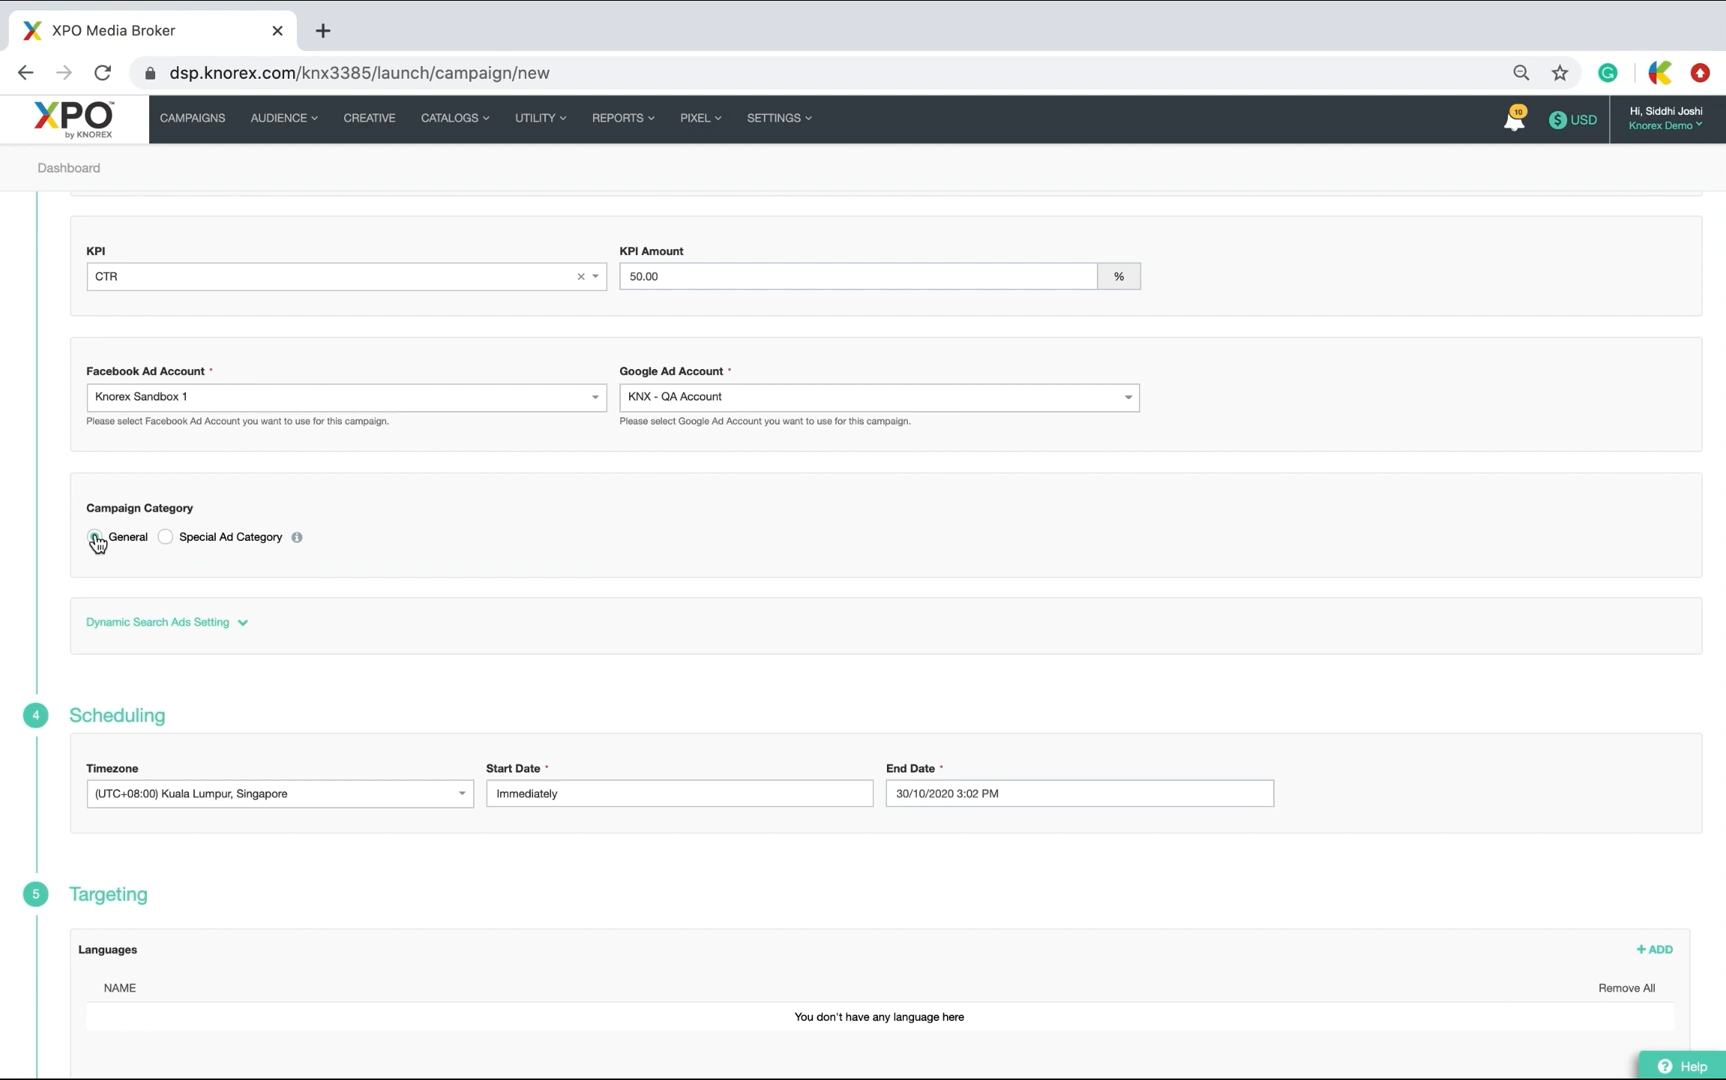 XPO Media Broker
dsp.knorex.com/knx3385/launch/campaign/new
XPO™
by KNOREX
CAMPAIGNS
AUDIENCE
CREATIVE
CATALOGS
UTILITY
REPORTS
PIXEL
SETTINGS
10
$ USD
Hi, Siddhi Joshi
Knorex Demo
Dashboard
KPI
KPI Amount
CTR
50.00
%
Facebook Ad Account *
Google Ad Account *
Knorex Sandbox 1
KNX - QA Account
Please select Facebook Ad Account you want to use for this campaign.
Please select Google Ad Account you want to use for this campaign.
Campaign Category
General
Special Ad Category
Dynamic Search Ads Setting
4
Scheduling
Timezone
Start Date *
End Date *
(UTC+08:00) Kuala Lumpur, Singapore
Immediately
30/10/2020 3:02 PM
5
Targeting
Languages
+ ADD
NAME
Remove All
You don't have any language here
? Help